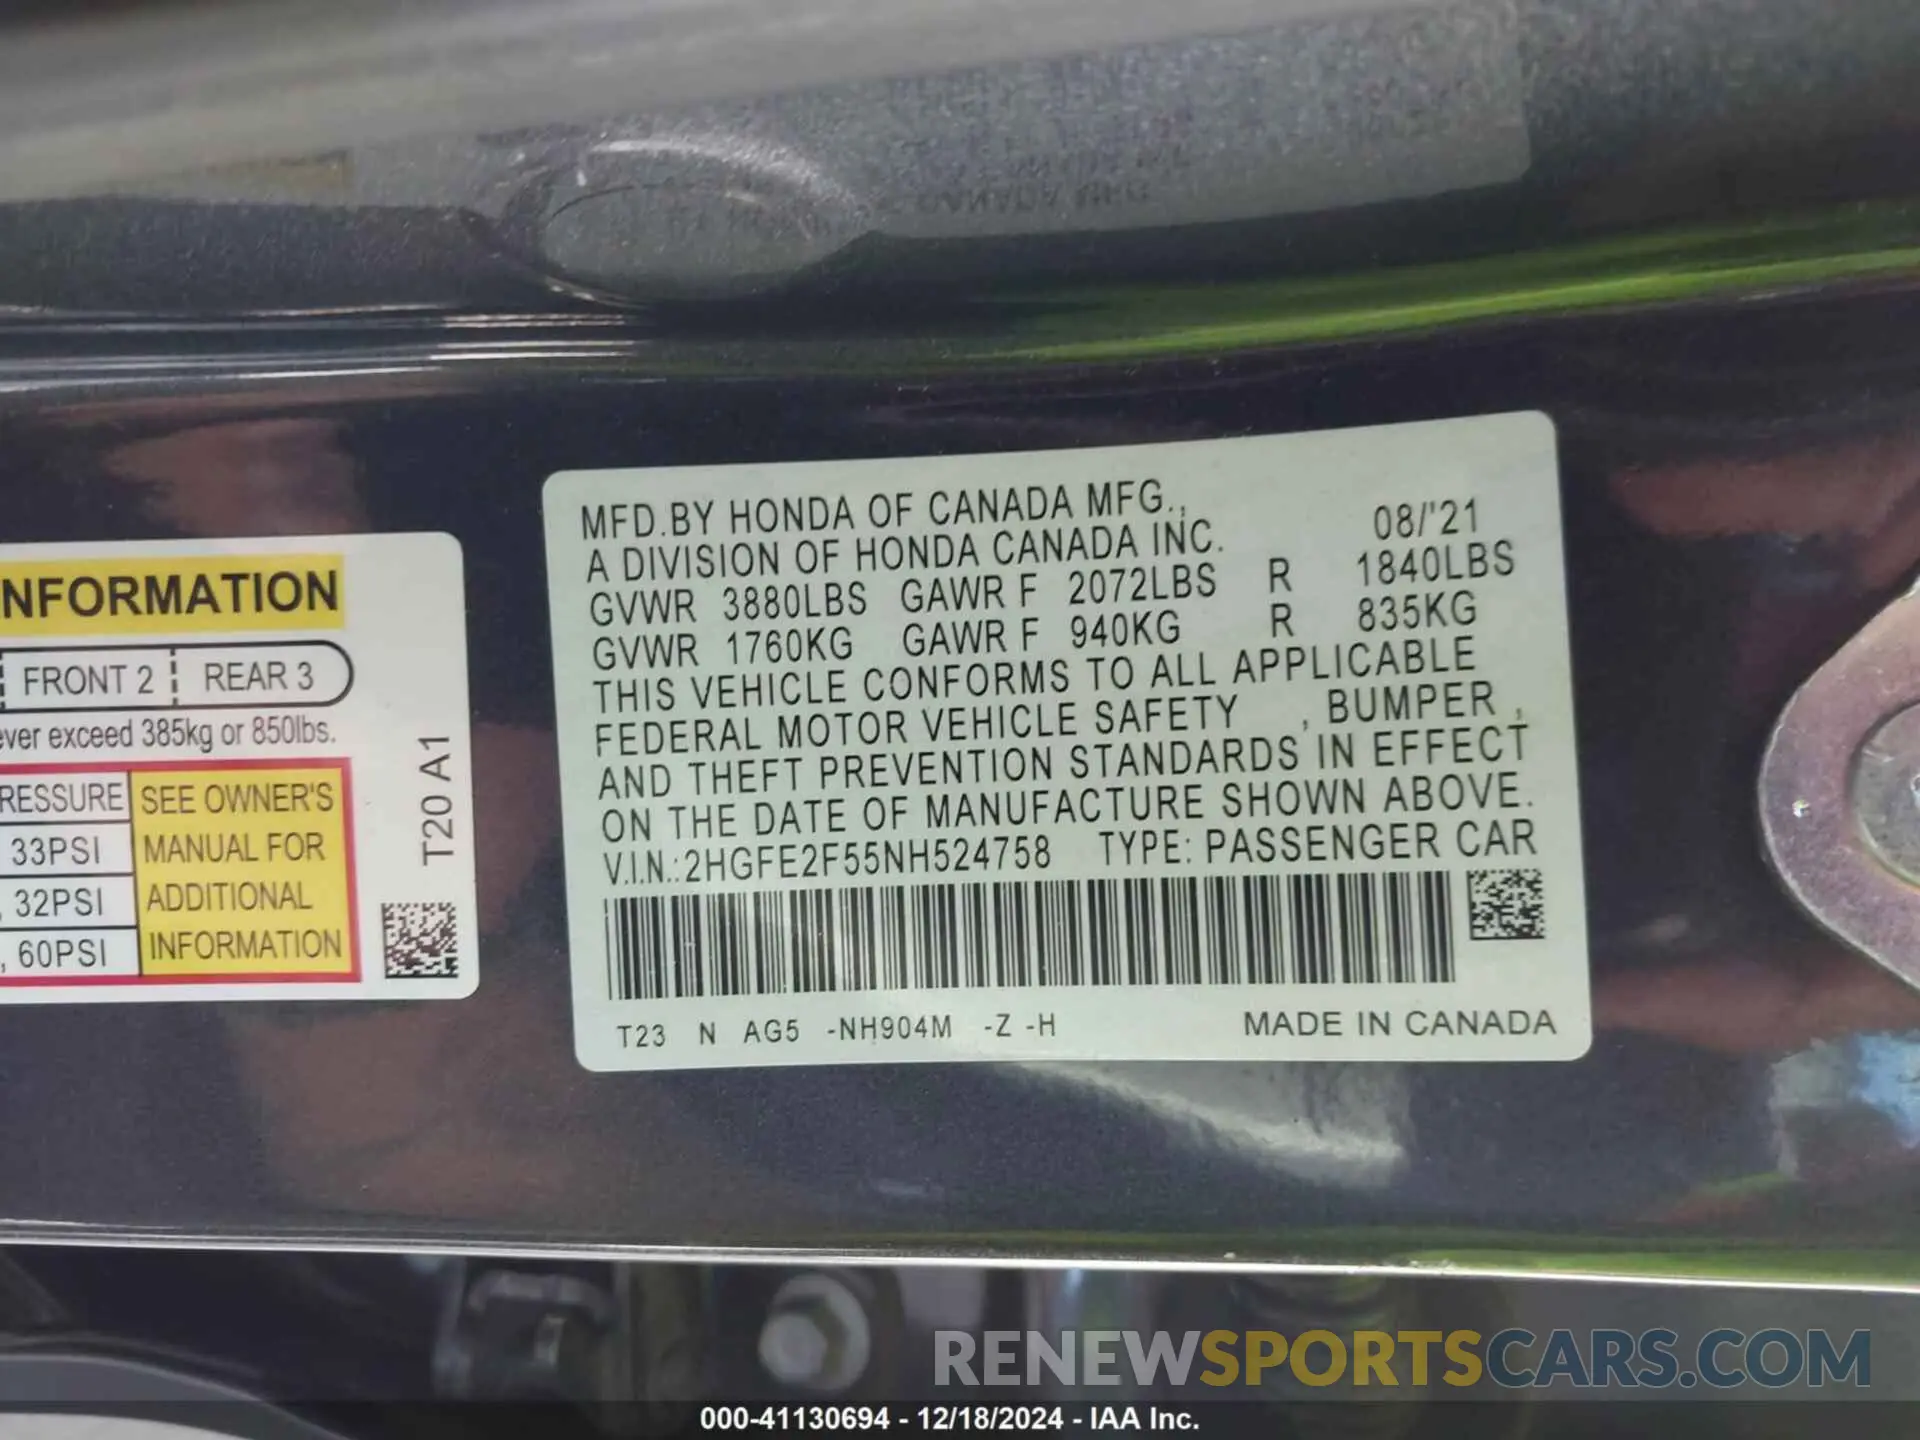 NFORMATION
FRONT 2 REAR 3
ever exceed 385kg or 850lbs.
RESSURE SEE OWNER'S
33PSI MANUAL FOR
, 32PSI ADDITIONAL
, 60PSI INFORMATION
T20 A1
MFD.BY HONDA OF CANADA MFG.,
A DIVISION OF HONDA CANADA INC. 08/'21
GVWR 3880LBS GAWR F 2072LBS R 1840LBS
GVWR 1760KG GAWR F 940KG R 835KG
THIS VEHICLE CONFORMS TO ALL APPLICABLE
FEDERAL MOTOR VEHICLE SAFETY , BUMPER ,
AND THEFT PREVENTION STANDARDS IN EFFECT
ON THE DATE OF MANUFACTURE SHOWN ABOVE.
V.I.N.:2HGFE2F55NH524758 TYPE: PASSENGER CAR
T23 N AG5 -NH904M -Z -H MADE IN CANADA
RENEWSPORTSCARS.COM
000-41130694 - 12/18/2024 - IAA Inc.